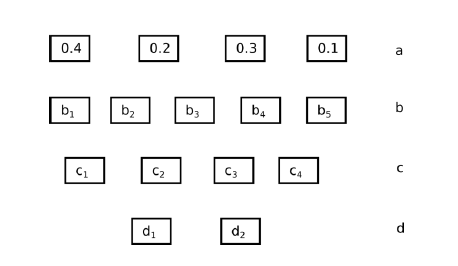 0.4 0.2 0.3 0.1 a
b₁ b₂ b₃ b₄ b₅ b
c₁ c₂ c₃ c₄ c
d₁ d₂ d